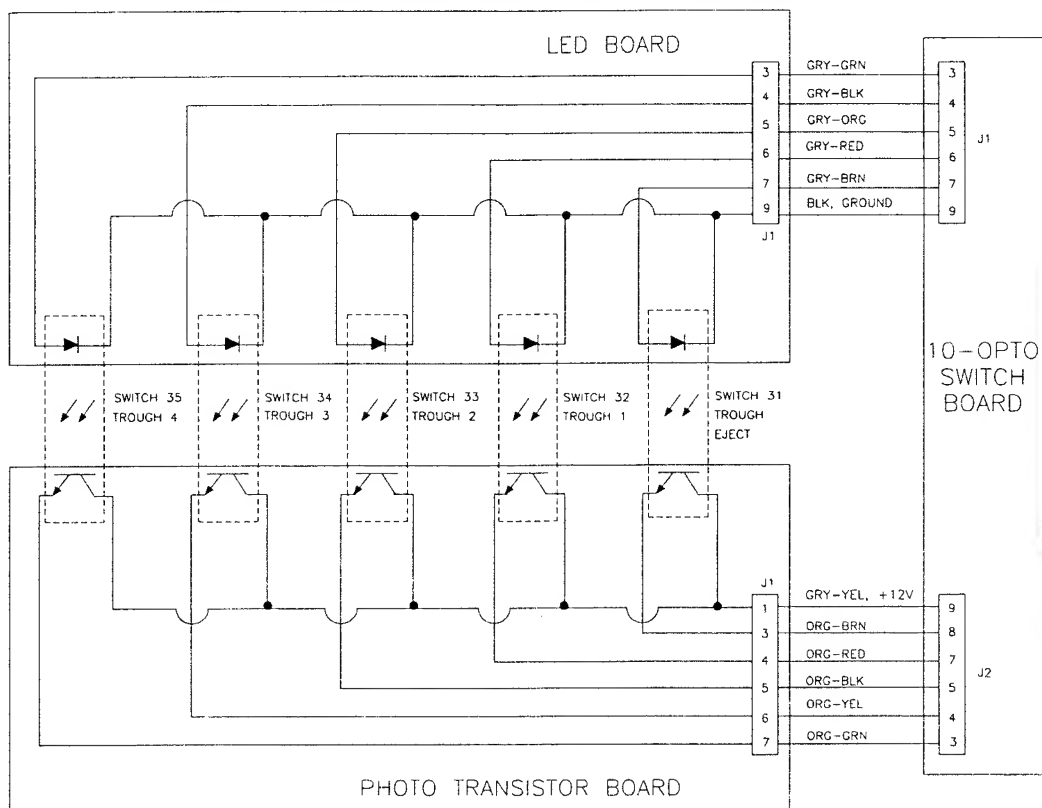 LED BOARD
3 GRY-GRN 3
4 GRY-BLK 4
5 GRY-ORG 5
6 GRY-RED 6
7 GRY-BRN 7
9 BLK, GROUND 9
J1
J1
10-OPTO
SWITCH
BOARD
SWITCH 35
TROUGH 4
SWITCH 34
TROUGH 3
SWITCH 33
TROUGH 2
SWITCH 32
TROUGH 1
SWITCH 31
TROUGH
EJECT
J1
1 GRY-YEL, +12V 9
3 ORG-BRN 8
4 ORG-RED 7
5 ORG-BLK 5
6 ORG-YEL 4
7 ORG-GRN 3
J2
PHOTO TRANSISTOR BOARD